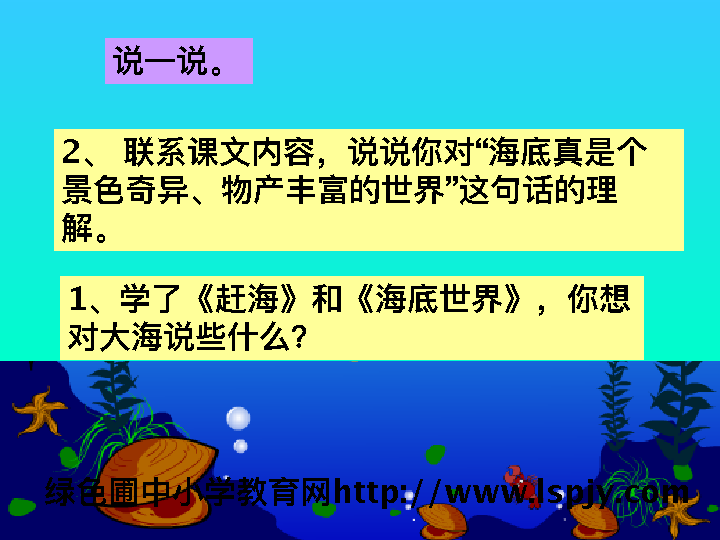 说一说。
2、 联系课文内容，说说你对“海底真是个
景色奇异、物产丰富的世界”这句话的理
解。
1、学了《赶海》和《海底世界》，你想
对大海说些什么？
绿色圃中小学教育网http://www.lspjy.com